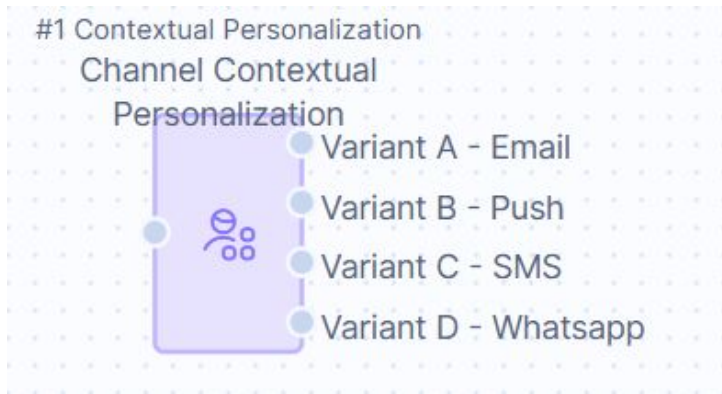 #1 Contextual Personalization
Channel Contextual
Personalization
Variant A - Email
Variant B - Push
Variant C - SMS
Variant D - Whatsapp